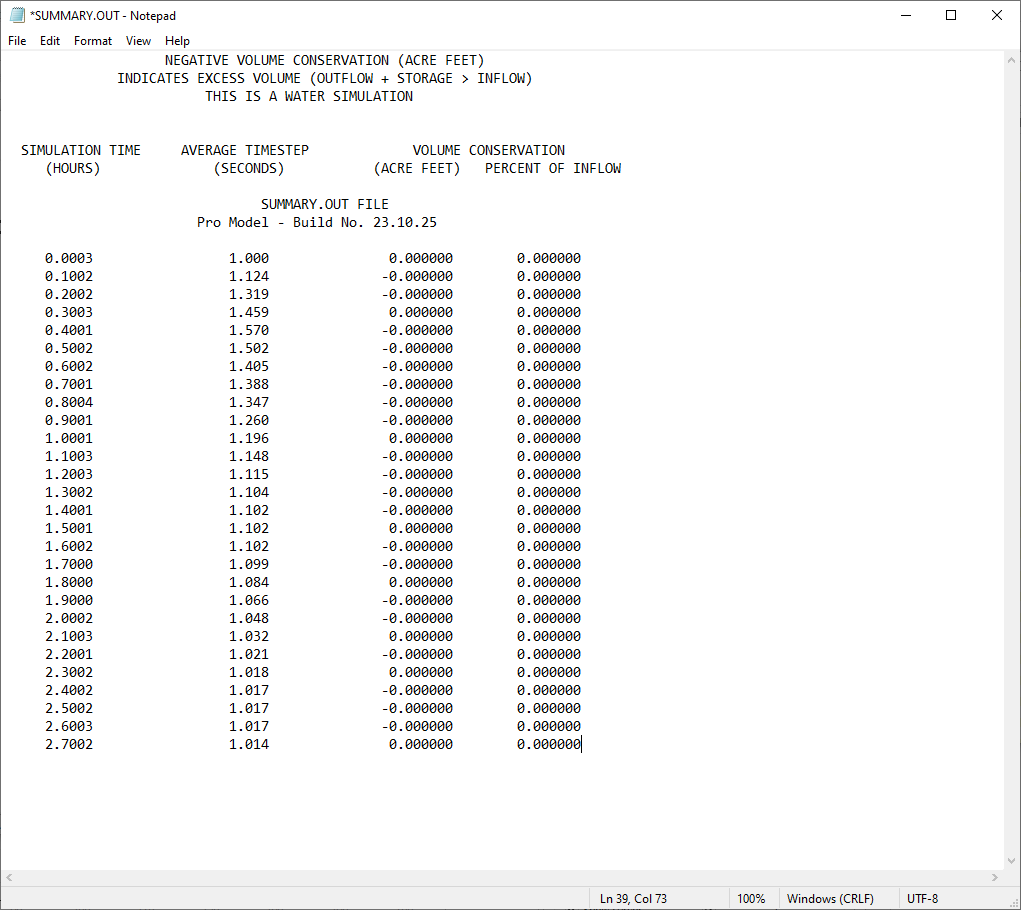 *SUMMARY.OUT - Notepad
File Edit Format View Help
NEGATIVE VOLUME CONSERVATION (ACRE FEET)
INDICATES EXCESS VOLUME (OUTFLOW + STORAGE > INFLOW)
THIS IS A WATER SIMULATION
SIMULATION TIME AVERAGE TIMESTEP VOLUME CONSERVATION
(HOURS) (SECONDS) (ACRE FEET) PERCENT OF INFLOW
SUMMARY.OUT FILE
Pro Model - Build No. 23.10.25
0.0003 1.000 0.000000 0.000000
0.1002 1.124 -0.000000 0.000000
0.2002 1.319 -0.000000 0.000000
0.3003 1.459 0.000000 0.000000
0.4001 1.570 -0.000000 0.000000
0.5002 1.502 -0.000000 0.000000
0.6002 1.405 -0.000000 0.000000
0.7001 1.388 -0.000000 0.000000
0.8004 1.347 -0.000000 0.000000
0.9001 1.260 -0.000000 0.000000
1.0001 1.196 0.000000 0.000000
1.1003 1.148 -0.000000 0.000000
1.2003 1.115 -0.000000 0.000000
1.3002 1.104 -0.000000 0.000000
1.4001 1.102 -0.000000 0.000000
1.5001 1.102 0.000000 0.000000
1.6002 1.102 -0.000000 0.000000
1.7000 1.099 -0.000000 0.000000
1.8000 1.084 0.000000 0.000000
1.9000 1.066 -0.000000 0.000000
2.0002 1.048 -0.000000 0.000000
2.1003 1.032 0.000000 0.000000
2.2001 1.021 -0.000000 0.000000
2.3002 1.018 0.000000 0.000000
2.4002 1.017 -0.000000 0.000000
2.5002 1.017 -0.000000 0.000000
2.6003 1.017 -0.000000 0.000000
2.7002 1.014 0.000000 0.000000
Ln 39, Col 73 100% Windows (CRLF) UTF-8